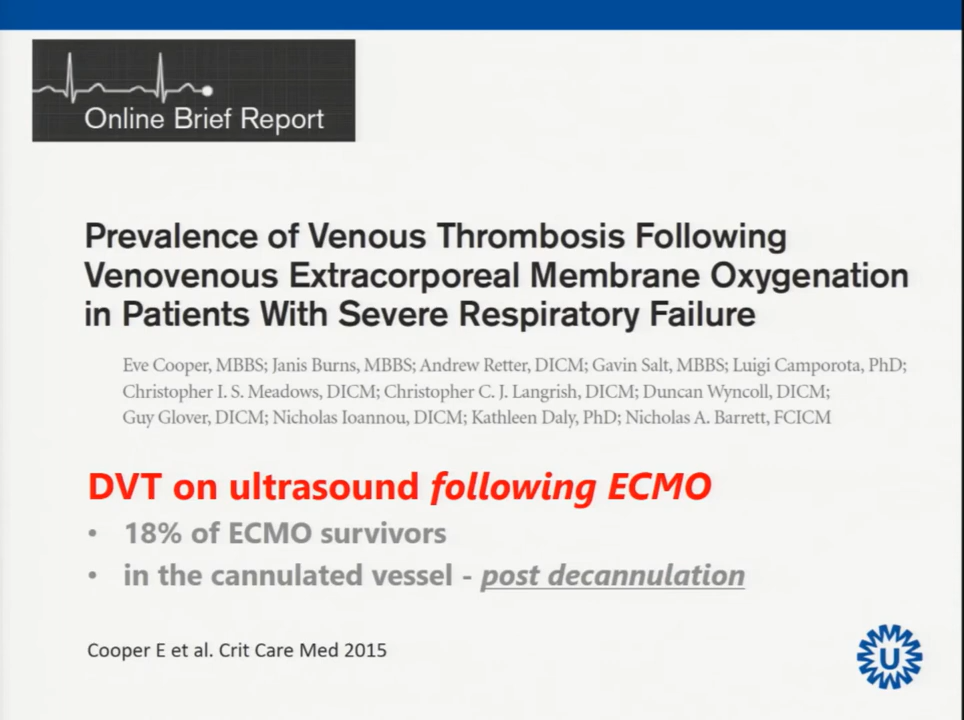 Online Brief Report
Prevalence of Venous Thrombosis Following
Venovenous Extracorporeal Membrane Oxygenation
in Patients With Severe Respiratory Failure
Eve Cooper, MBBS; Janis Burns, MBBS; Andrew Retter, DICM; Gavin Salt, MBBS; Luigi Camporota, PhD;
Christopher I. S. Meadows, DICM; Christopher C. J. Langrish, DICM; Duncan Wyncoll, DICM;
Guy Glover, DICM; Nicholas Ioannou, DICM; Kathleen Daly, PhD; Nicholas A. Barrett, FCICM
DVT on ultrasound following ECMO
• 18% of ECMO survivors
• in the cannulated vessel - post decannulation
Cooper E et al. Crit Care Med 2015
U